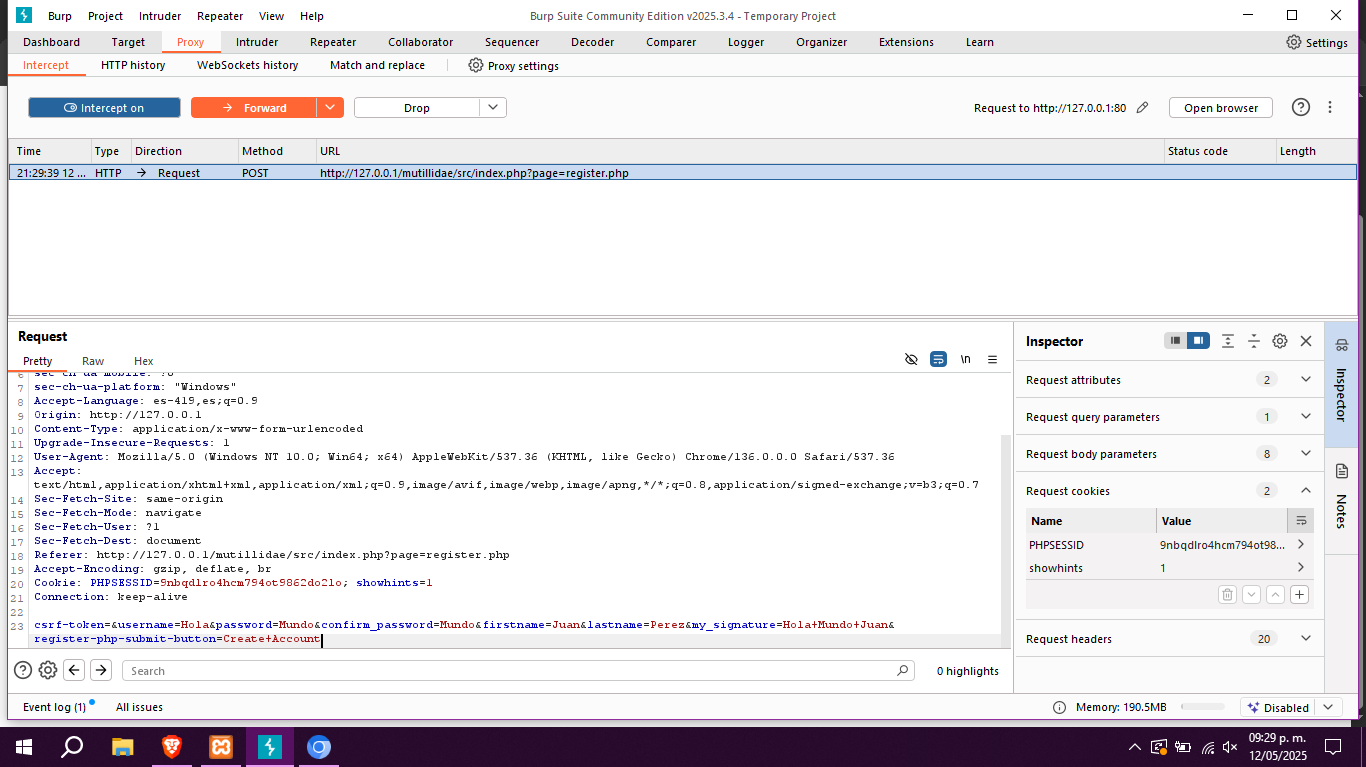 Burp Project Intruder Repeater View Help Burp Suite Community Edition v2025.3.4 - Temporary Project
Dashboard Target Proxy Intruder Repeater Collaborator Sequencer Decoder Comparer Logger Organizer Extensions Learn Settings
Intercept HTTP history WebSockets history Match and replace Proxy settings
Intercept on Forward Drop Request to http://127.0.0.1:80 Open browser
Time Type Direction Method URL Status code Length
21:29:39 12 ... HTTP → Request POST http://127.0.0.1/mutillidae/src/index.php?page=register.php
Request
Pretty Raw Hex \n
6 sec-ch-ua-mobile: ?0
7 sec-ch-ua-platform: "Windows"
8 Accept-Language: es-419,es;q=0.9
9 Origin: http://127.0.0.1
10 Content-Type: application/x-www-form-urlencoded
11 Upgrade-Insecure-Requests: 1
12 User-Agent: Mozilla/5.0 (Windows NT 10.0; Win64; x64) AppleWebKit/537.36 (KHTML, like Gecko) Chrome/136.0.0.0 Safari/537.36
13 Accept:
text/html,application/xhtml+xml,application/xml;q=0.9,image/avif,image/webp,image/apng,*/*;q=0.8,application/signed-exchange;v=b3;q=0.7
14 Sec-Fetch-Site: same-origin
15 Sec-Fetch-Mode: navigate
16 Sec-Fetch-User: ?1
17 Sec-Fetch-Dest: document
18 Referer: http://127.0.0.1/mutillidae/src/index.php?page=register.php
19 Accept-Encoding: gzip, deflate, br
20 Cookie: PHPSESSID=9nbqdlro4hcm794ot9862do2lo; showhints=1
21 Connection: keep-alive
22
23 csrf-token=&username=Hola&password=Mundo&confirm_password=Mundo&firstname=Juan&lastname=Perez&my_signature=Hola+Mundo+Juan&
register-php-submit-button=Create+Account
Search 0 highlights
Inspector
Request attributes 2
Request query parameters 1
Request body parameters 8
Request cookies 2
Name Value
PHPSESSID 9nbqdlro4hcm794ot98...
showhints 1
Request headers 20
Inspector
Notes
Event log (1) All issues Memory: 190.5MB Disabled
09:29 p. m.
12/05/2025